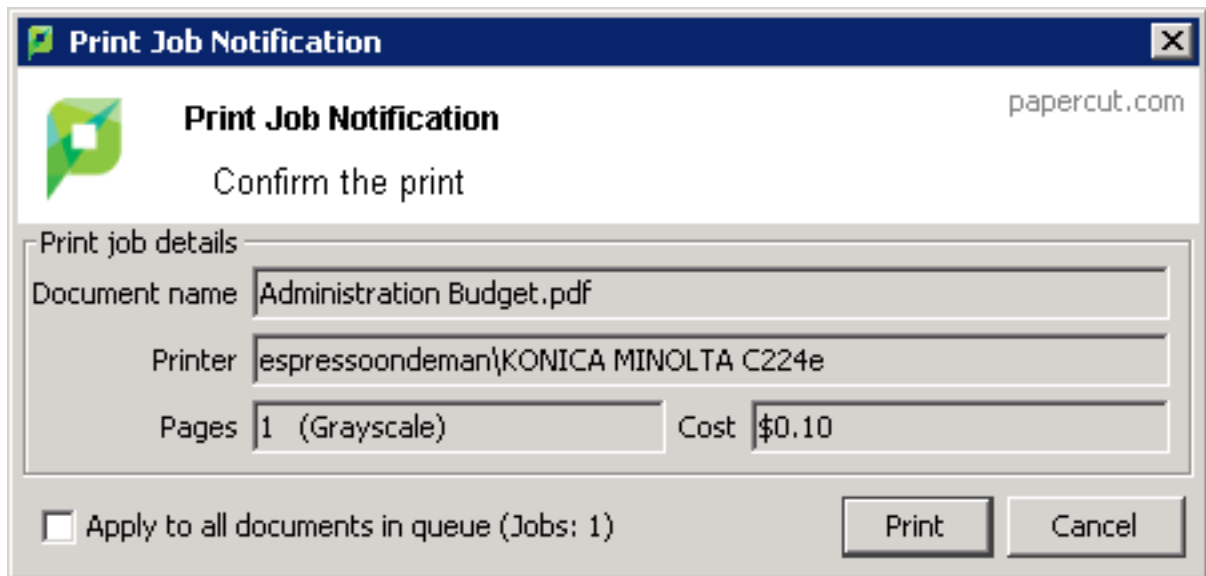 Print Job Notification
papercut.com
Print Job Notification
Confirm the print
Print job details
Document name Administration Budget.pdf
Printer espressoondeman\KONICA MINOLTA C224e
Pages 1 (Grayscale) Cost $0.10
Apply to all documents in queue (Jobs: 1) Print Cancel